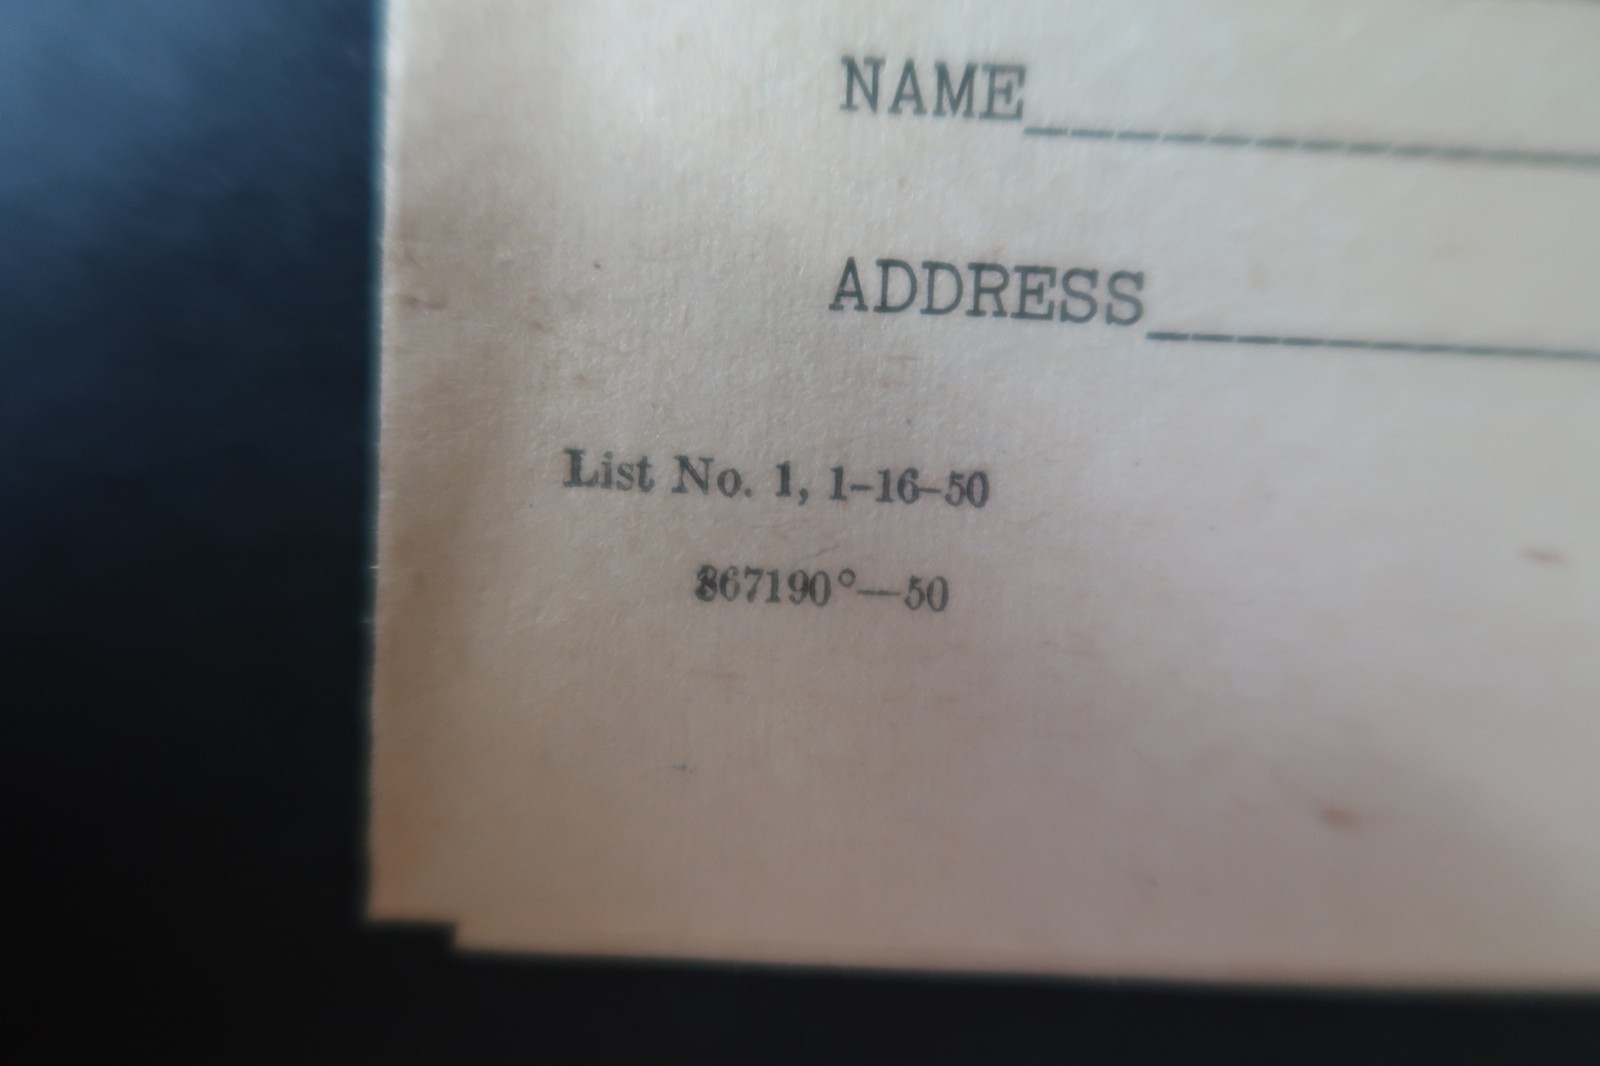 NAME
ADDRESS
List No. 1, 1–16–50
867190°—50